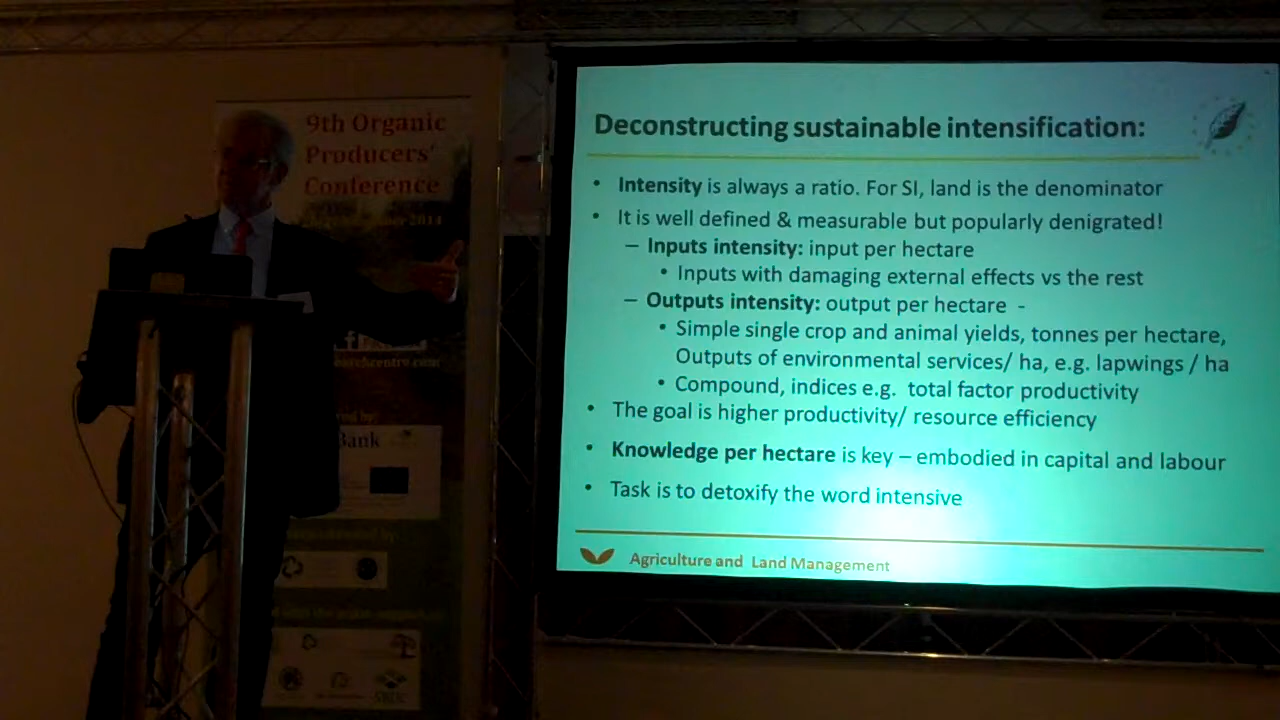 9th Organic
Producers'
Conference
2014
Bank
Deconstructing sustainable intensification:
• Intensity is always a ratio. For SI, land is the denominator
• It is well defined & measurable but popularly denigrated!
– Inputs intensity: input per hectare
• Inputs with damaging external effects vs the rest
– Outputs intensity: output per hectare -
• Simple single crop and animal yields, tonnes per hectare,
Outputs of environmental services/ ha, e.g. lapwings / ha
• Compound, indices e.g. total factor productivity
• The goal is higher productivity/ resource efficiency
• Knowledge per hectare is key – embodied in capital and labour
• Task is to detoxify the word intensive
Agriculture and Land Management